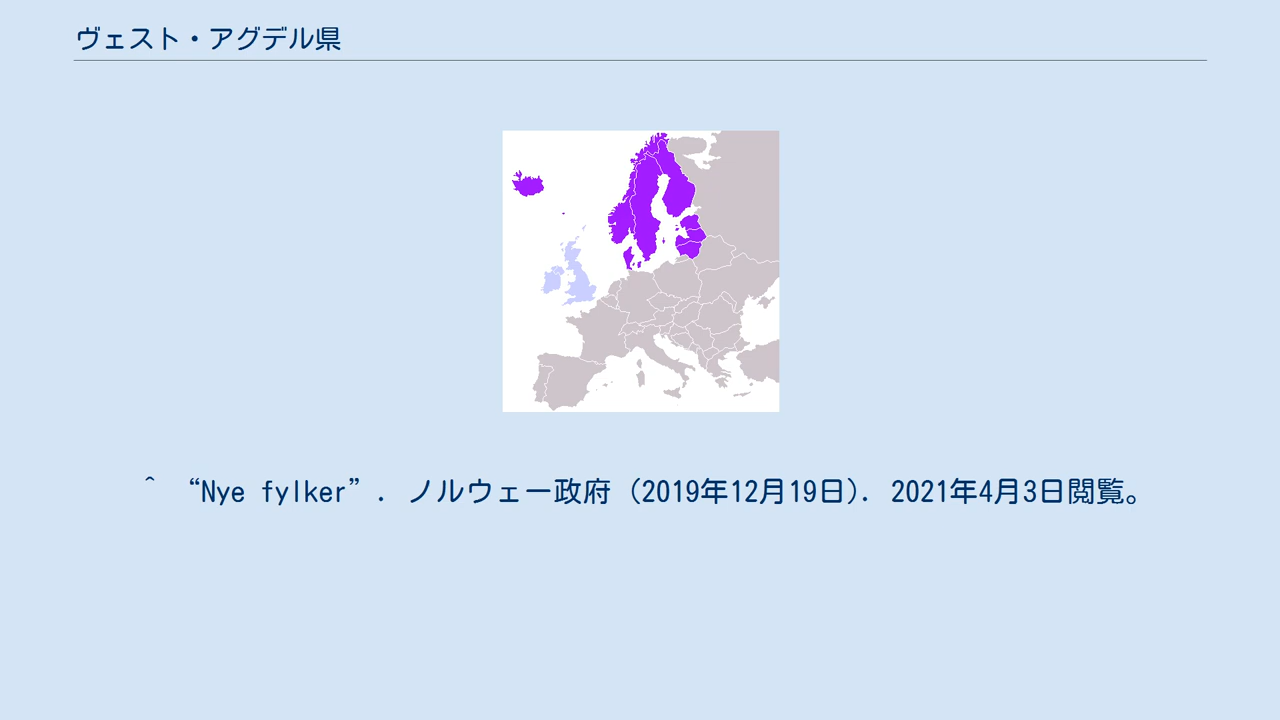 ヴェスト・アグデル県
^ “Nye fylker”. ノルウェー政府 (2019年12月19日). 2021年4月3日閲覧。